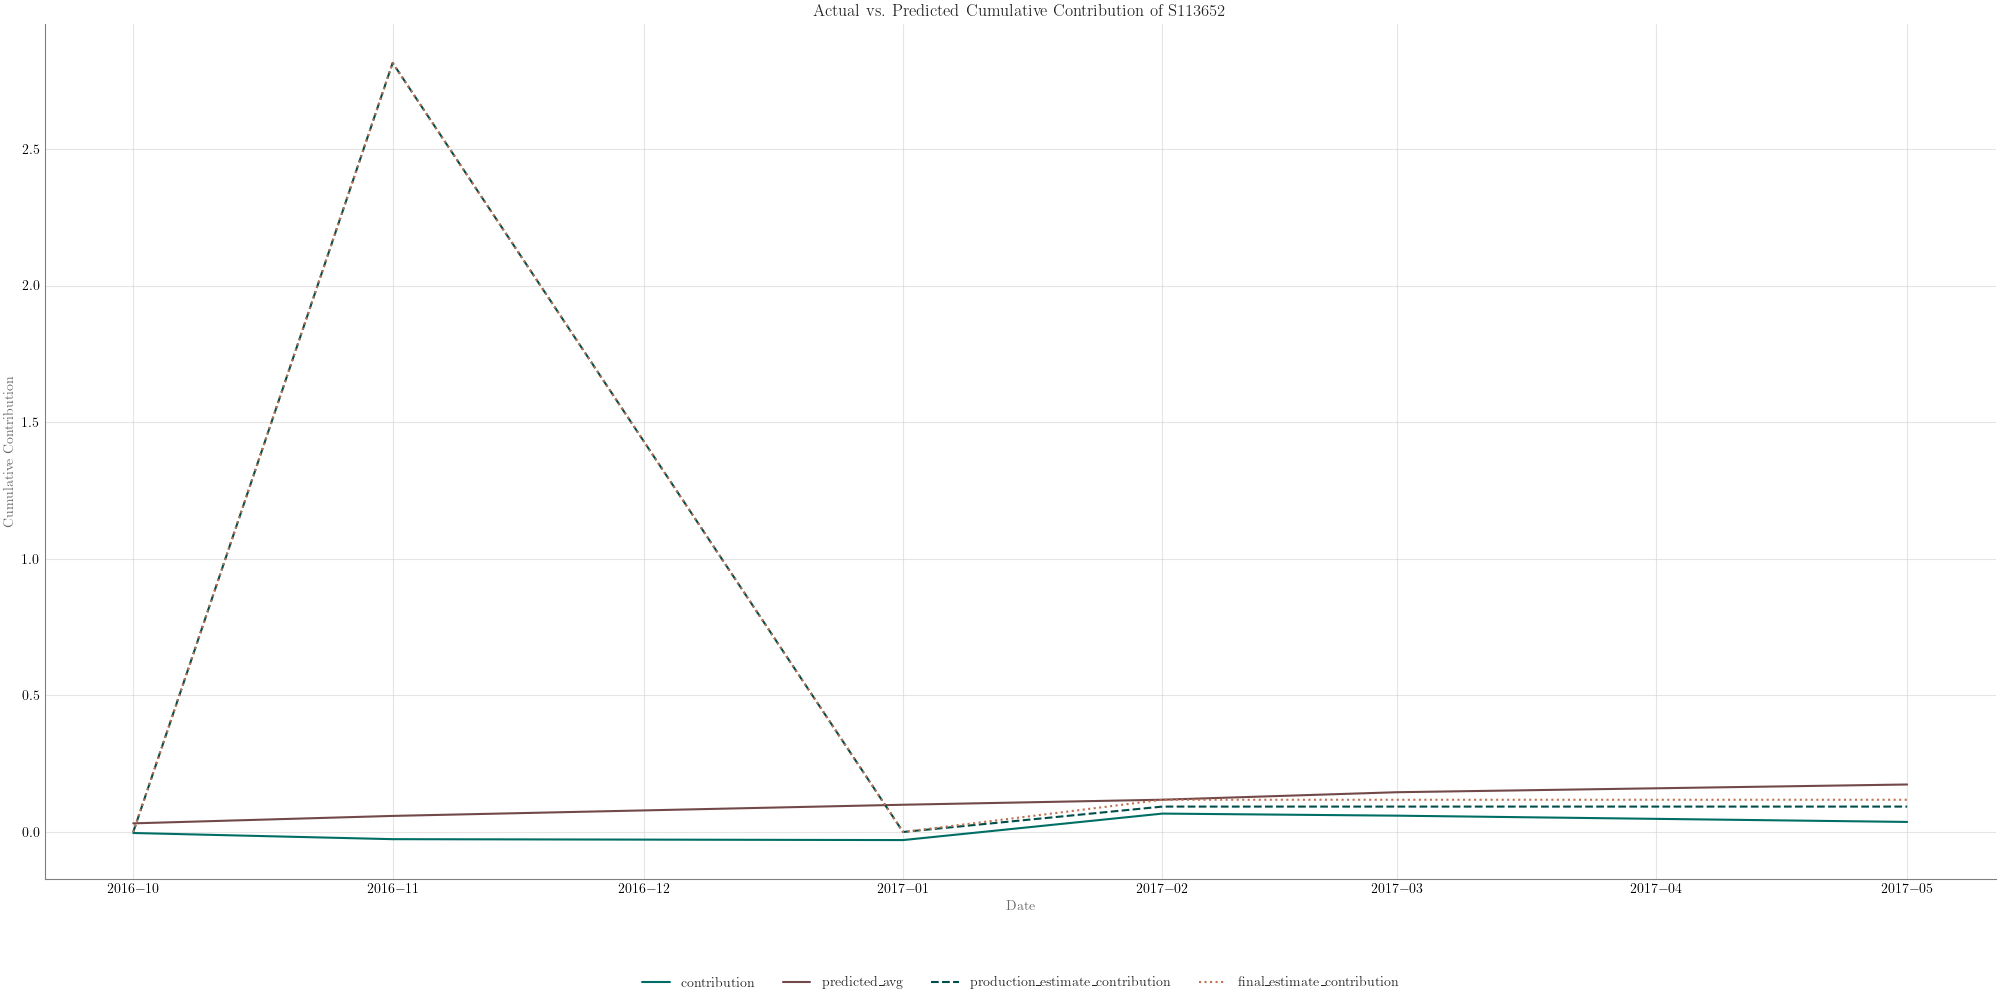 Actual vs. Predicted Cumulative Contribution of S113652
Cumulative Contribution
2.5
2.0
1.5
1.0
0.5
0.0
2016−10 2016−11 2016−12 2017−01 2017−02 2017−03 2017−04 2017−05
Date
contribution predicted_avg production_estimate_contribution final_estimate_contribution